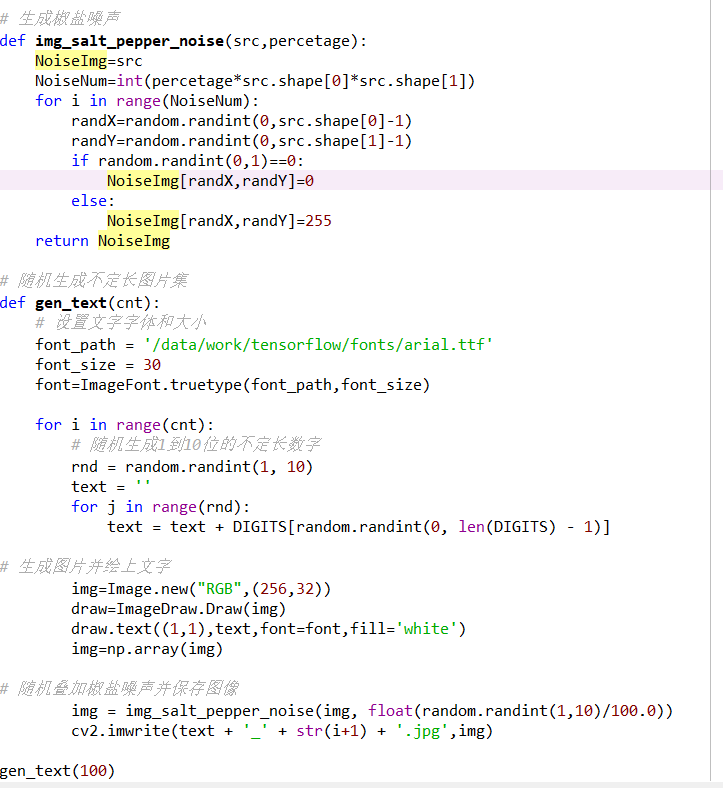 # 生成椒盐噪声
def img_salt_pepper_noise(src,percetage):
    NoiseImg=src
    NoiseNum=int(percetage*src.shape[0]*src.shape[1])
    for i in range(NoiseNum):
        randX=random.randint(0,src.shape[0]-1)
        randY=random.randint(0,src.shape[1]-1)
        if random.randint(0,1)==0:
            NoiseImg[randX,randY]=0
        else:
            NoiseImg[randX,randY]=255
    return NoiseImg

# 随机生成不定长图片集
def gen_text(cnt):
    # 设置文字字体和大小
    font_path = '/data/work/tensorflow/fonts/arial.ttf'
    font_size = 30
    font=ImageFont.truetype(font_path,font_size)

    for i in range(cnt):
        # 随机生成1到10位的不定长数字
        rnd = random.randint(1, 10)
        text = ''
        for j in range(rnd):
            text = text + DIGITS[random.randint(0, len(DIGITS) - 1)]

# 生成图片并绘上文字
        img=Image.new("RGB",(256,32))
        draw=ImageDraw.Draw(img)
        draw.text((1,1),text,font=font,fill='white')
        img=np.array(img)

# 随机叠加椒盐噪声并保存图像
        img = img_salt_pepper_noise(img, float(random.randint(1,10)/100.0))
        cv2.imwrite(text + '_' + str(i+1) + '.jpg',img)

gen_text(100)